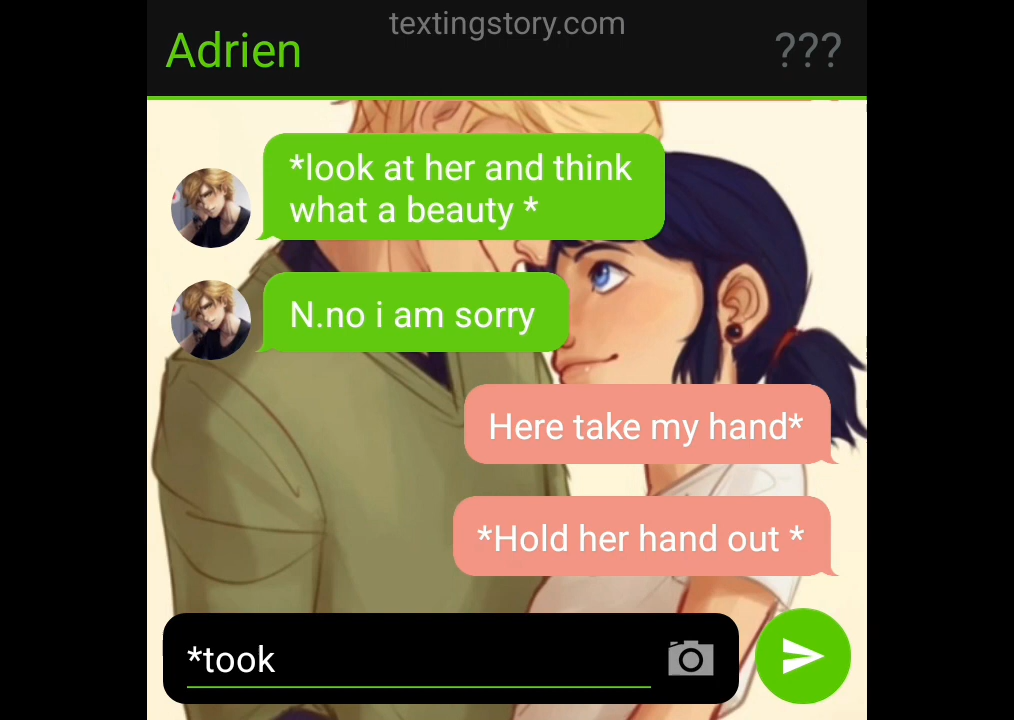 textingstory.com
Adrien
???
*look at her and think
what a beauty *
N.no i am sorry
Here take my hand*
*Hold her hand out *
*took